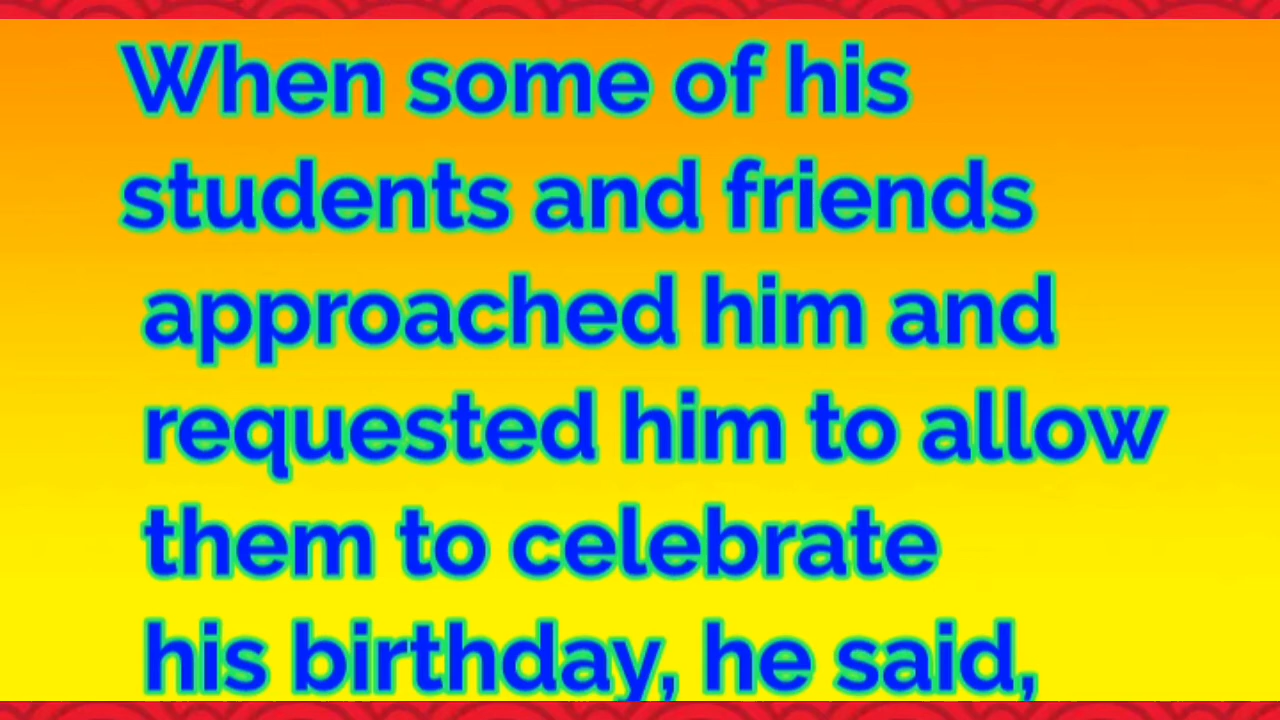 When some of his
students and friends
approached him and
requested him to allow
them to celebrate
his birthday, he said,